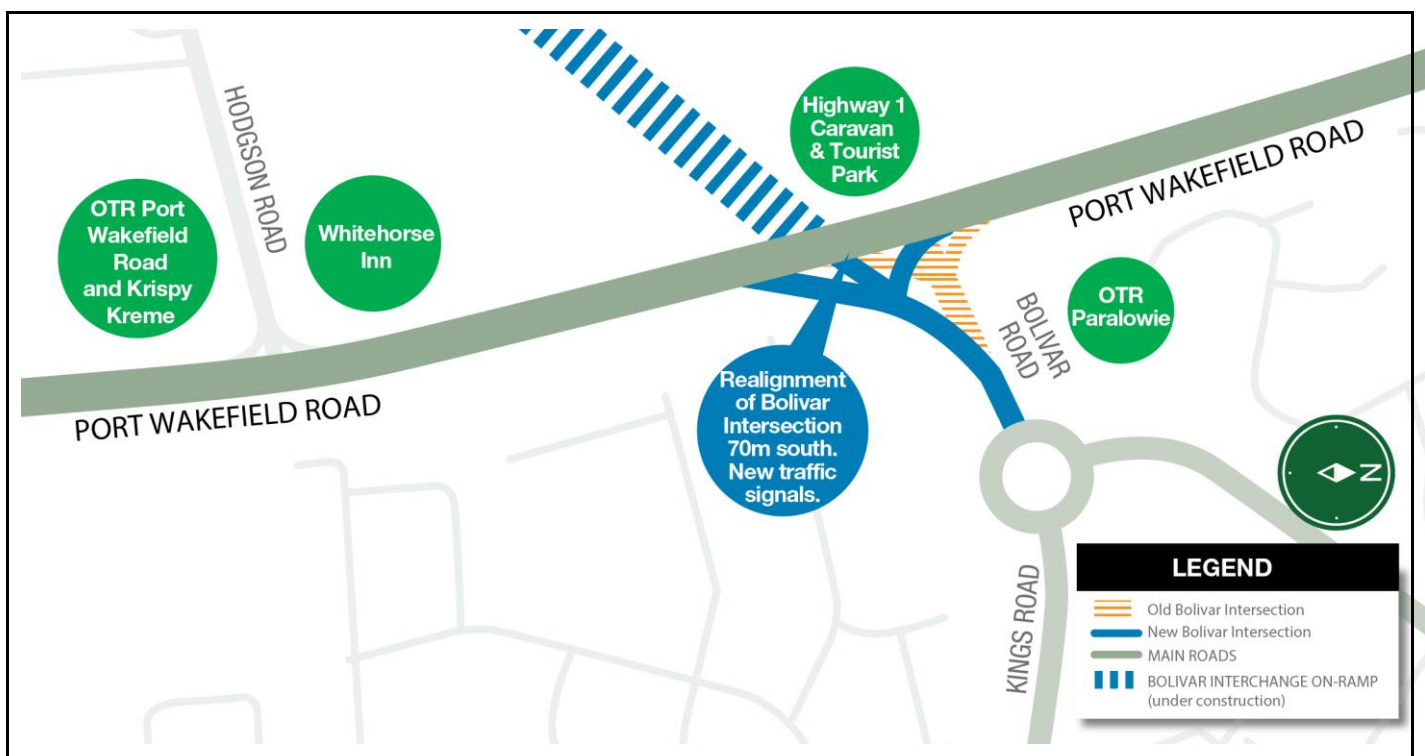 HODGSON ROAD
Highway 1
Caravan
& Tourist
Park
PORT WAKEFIELD ROAD
OTR Port
Wakefield
Road
and Krispy
Kreme
Whitehorse
Inn
BOLIVAR
ROAD
OTR
Paralowie
PORT WAKEFIELD ROAD
Realignment
of Bolivar
Intersection
70m south.
New traffic
signals.
N
KINGS ROAD
LEGEND
Old Bolivar Intersection
New Bolivar Intersection
MAIN ROADS
BOLIVAR INTERCHANGE ON-RAMP
(under construction)